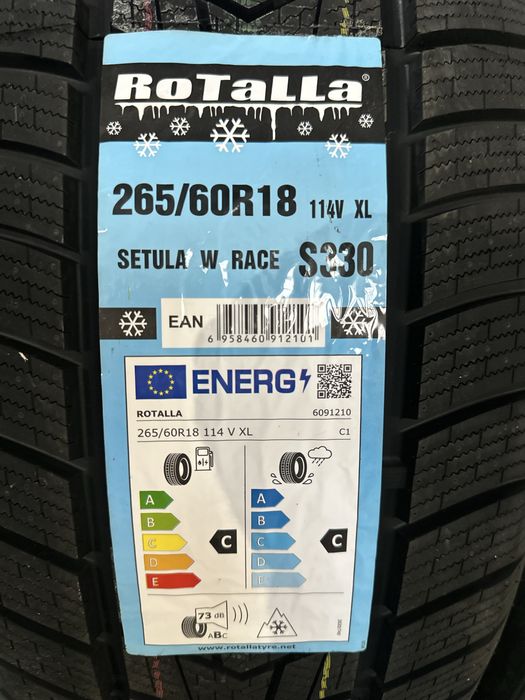 RoTaLLa®
265/60R18 114V XL
SETULA W RACE S330
EAN
6 958460 912101
ENERG
ROTALLA 6091210
265/60R18 114 V XL C1
A A
B B
C C C C
D D
E E
73 dB
ABC
www.rotallatyre.net